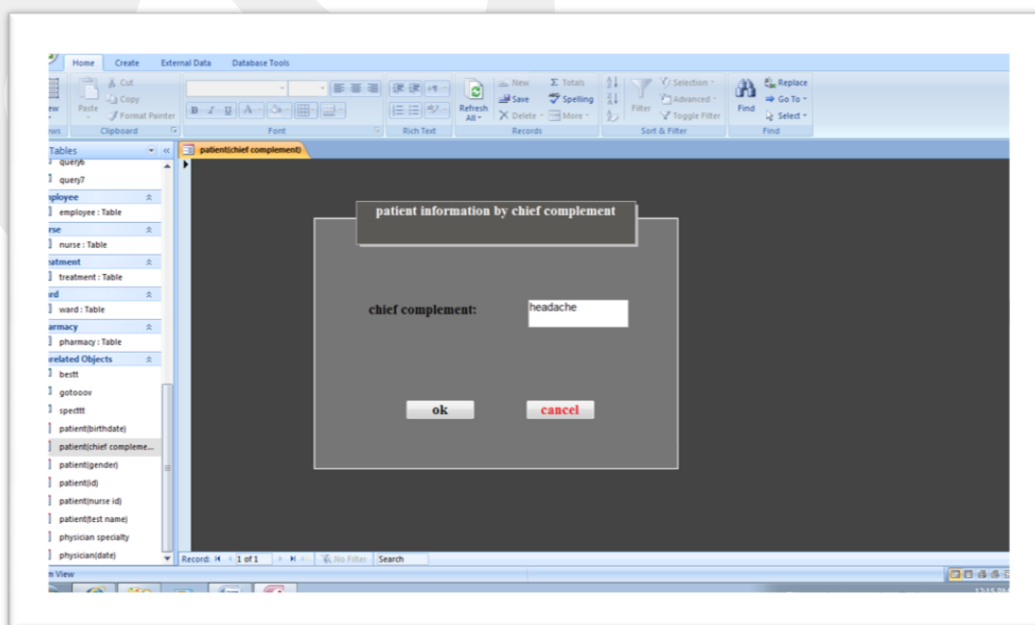 Home Create External Data Database Tools
Cut
Copy
Format Painter
Paste
Clipboard
B I U A
Font
Rich Text
Refresh
All
New
Save
Delete
Totals
Spelling
More
Records
Filter
Selection
Advanced
Toggle Filter
Sort & Filter
Find
Replace
Go To
Select
Find
Tables
query6
query7
employee : Table
nurse : Table
treatment : Table
ward : Table
pharmacy : Table
bestt
gotooov
specttt
patient(birthdate)
patient(chief compleme...
patient(gender)
patient(id)
patient(nurse id)
patient(test name)
physician specialty
physician(date)
patient(chief complement)
patient information by chief complement
chief complement:
headache
ok
cancel
Record: 1 of 1 No Filter Search